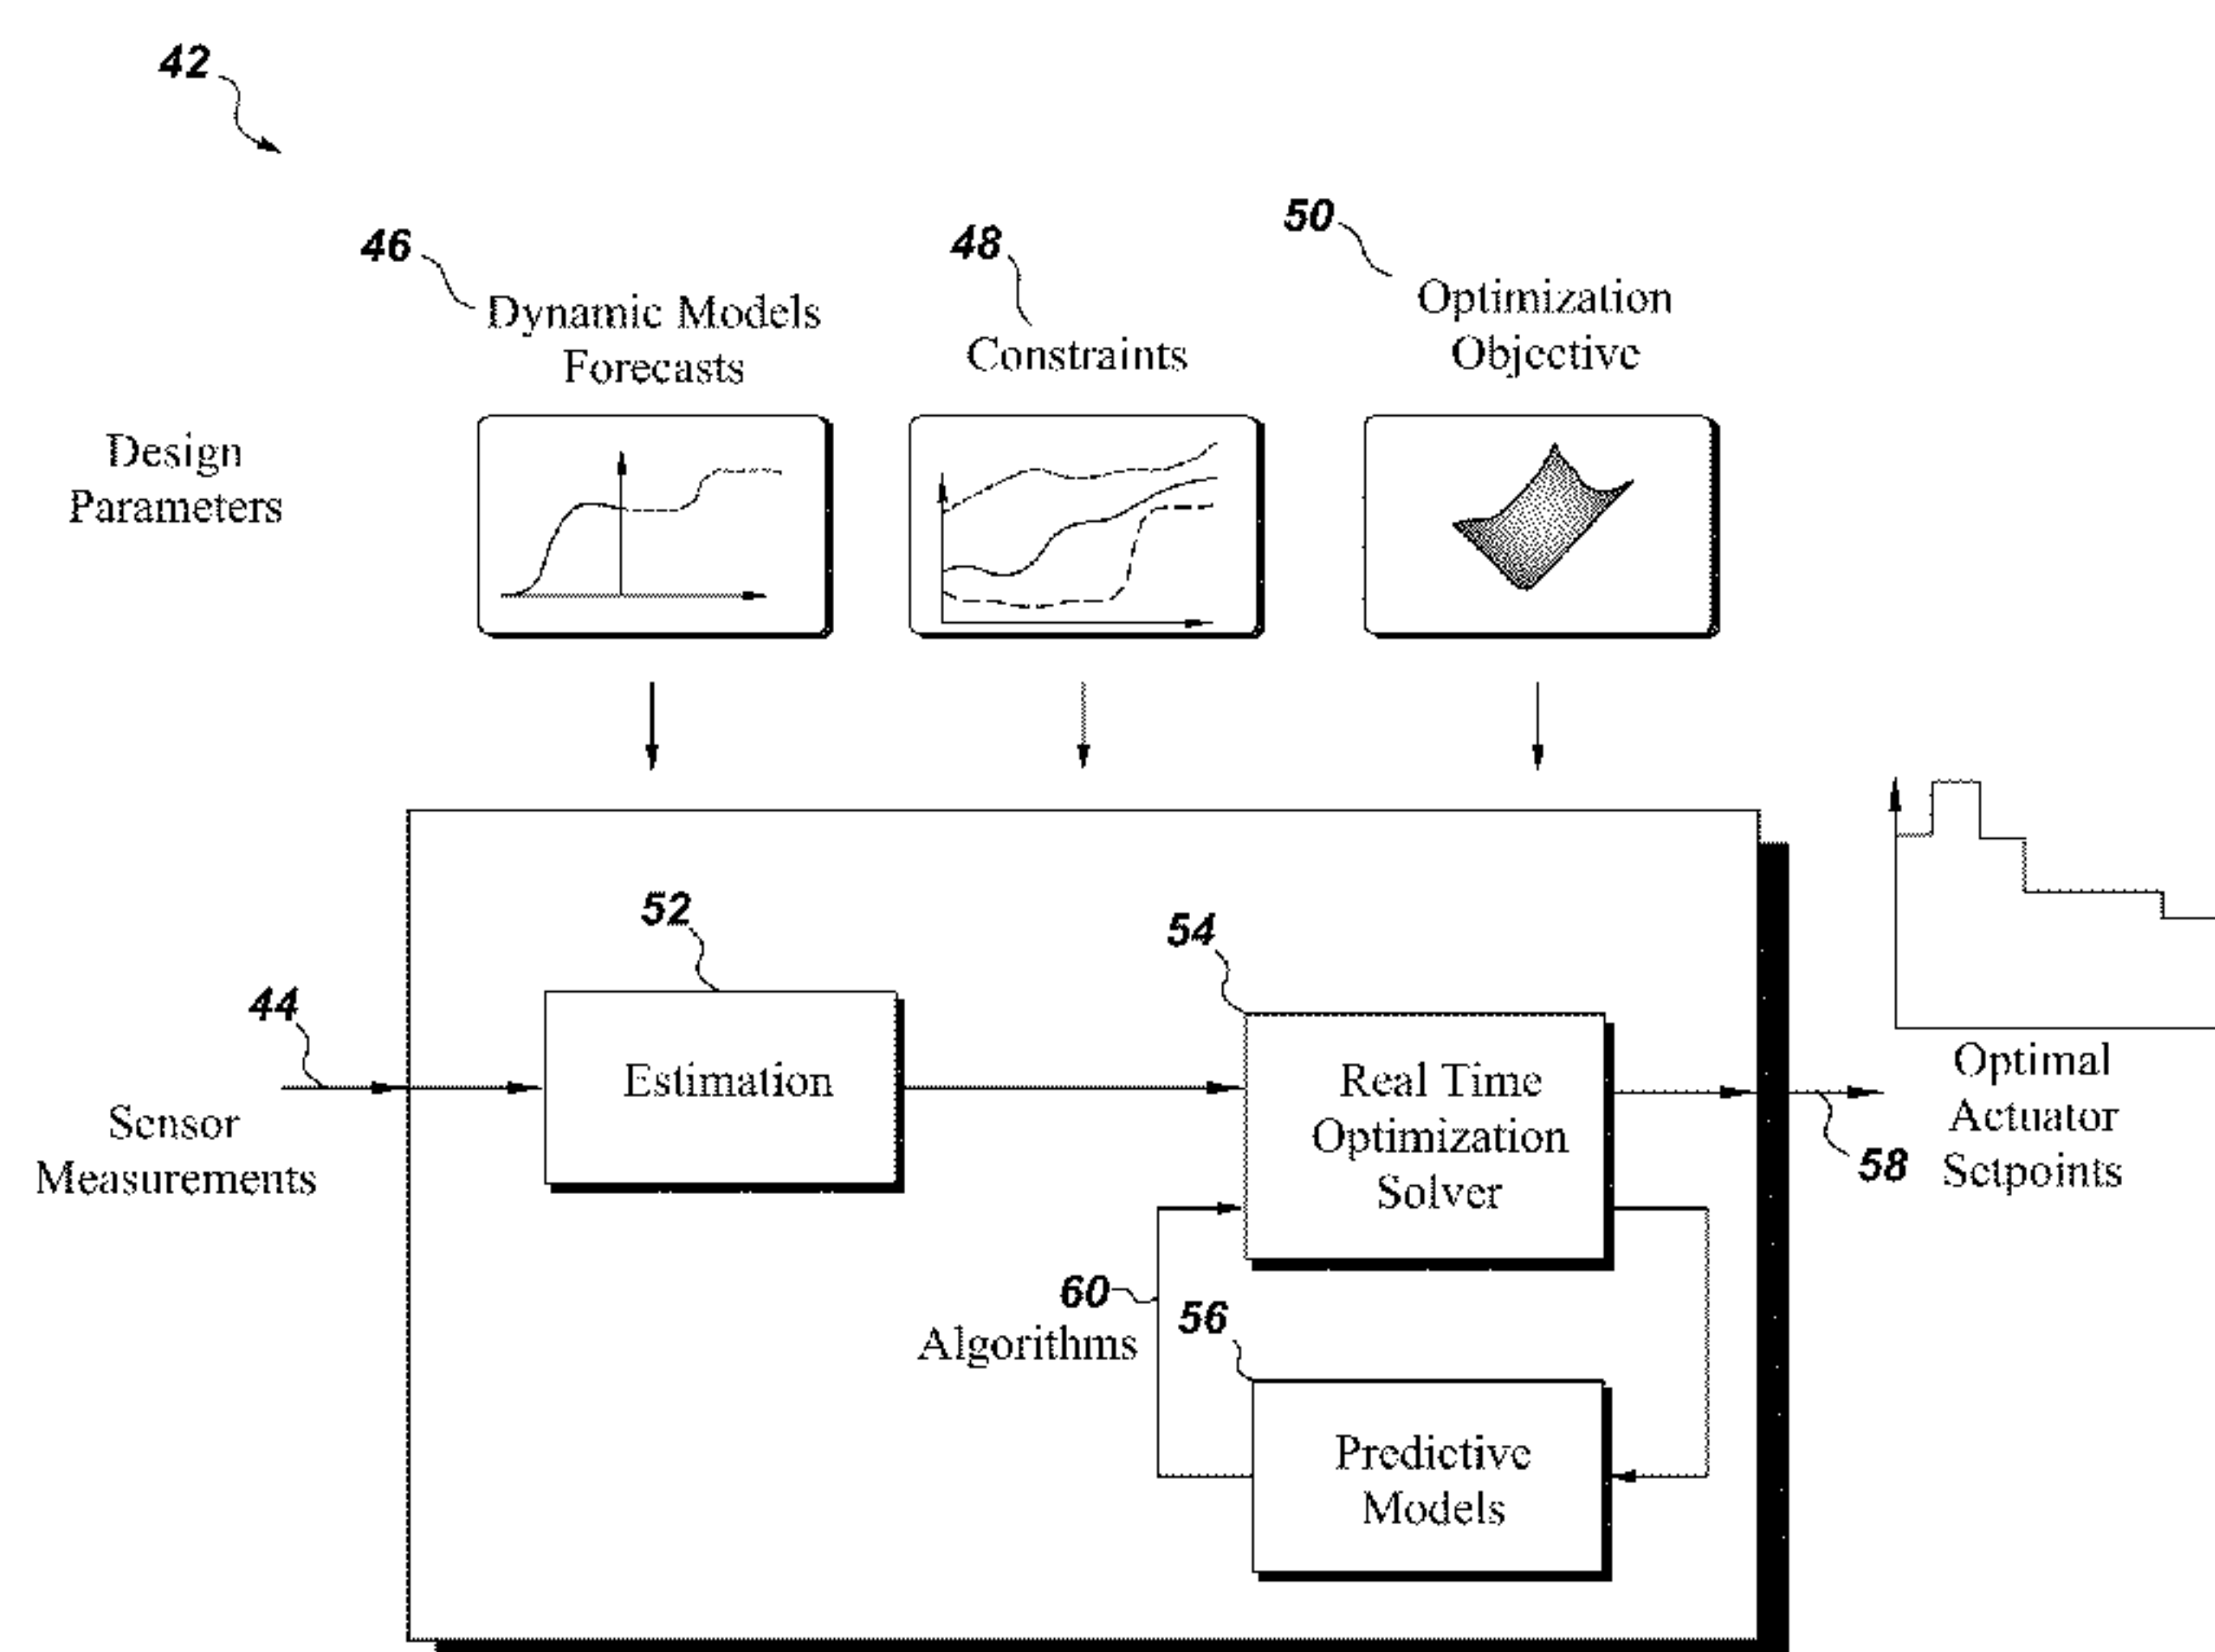 42
46
48
50
Dynamic Models
Forecasts
Constraints
Optimization
Objective
Design
Parameters
52
54
44
Estimation
Real Time
Optimization
Solver
Sensor
Measurements
58
Optimal
Actuator
Setpoints
60
Algorithms
56
Predictive
Models